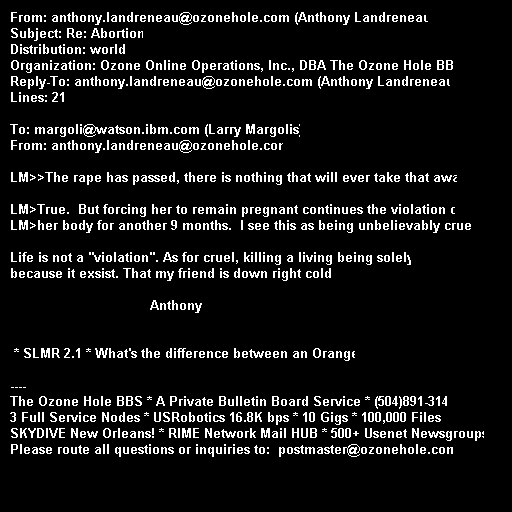 From: anthony.landreneau@ozonehole.com (Anthony Landreneau
Subject: Re: Abortion
Distribution: world
Organization: Ozone Online Operations, Inc., DBA The Ozone Hole BB
Reply-To: anthony.landreneau@ozonehole.com (Anthony Landreneau
Lines: 21
To: margoli@watson.ibm.com (Larry Margolis)
From: anthony.landreneau@ozonehole.com
LM>>The rape has passed, there is nothing that will ever take that awa
LM>True.  But forcing her to remain pregnant continues the violation o
LM>her body for another 9 months.  I see this as being unbelievably crue
Life is not a "violation". As for cruel, killing a living being solely
because it exsist. That my friend is down right cold
Anthony
* SLMR 2.1 * What's the difference between an Orange
----
The Ozone Hole BBS * A Private Bulletin Board Service * (504)891-314
3 Full Service Nodes * USRobotics 16.8K bps * 10 Gigs * 100,000 Files
SKYDIVE New Orleans! * RIME Network Mail HUB * 500+ Usenet Newsgroups
Please route all questions or inquiries to:  postmaster@ozonehole.com